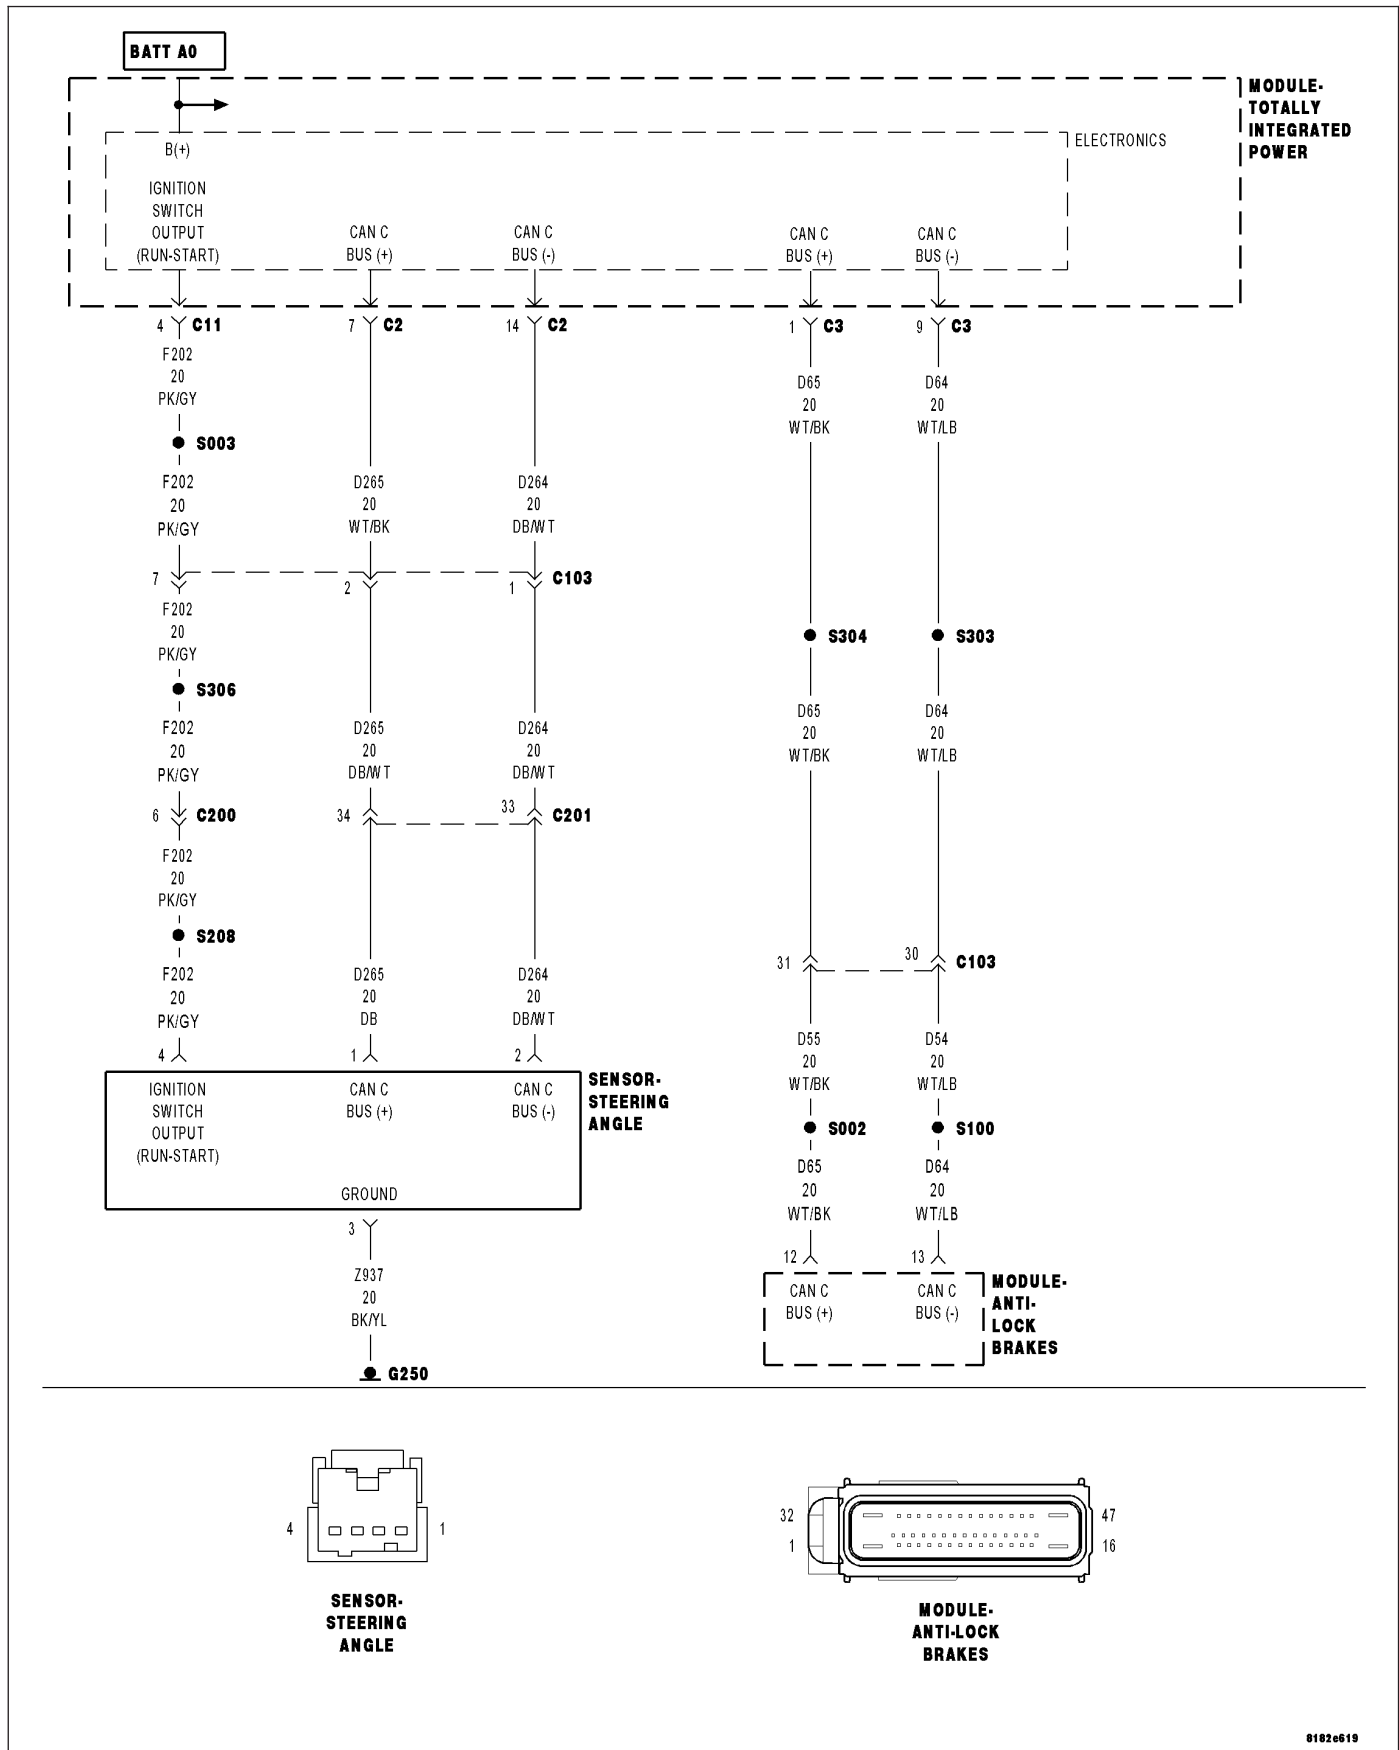 BATT A0
MODULE-
TOTALLY
INTEGRATED
POWER
ELECTRONICS
B(+)
IGNITION
SWITCH
OUTPUT
(RUN-START)
CAN C
BUS (+)
CAN C
BUS (-)
CAN C
BUS (+)
CAN C
BUS (-)
4 C11
7 C2
14 C2
1 C3
9 C3
F202
20
PK/GY
D65
20
WT/BK
D64
20
WT/LB
S003
F202
20
PK/GY
D265
20
WT/BK
D264
20
DB/WT
7
2
1
C103
F202
20
PK/GY
S304
S303
S306
F202
20
PK/GY
D265
20
DB/WT
D264
20
DB/WT
D65
20
WT/BK
D64
20
WT/LB
6 C200
34
33
C201
F202
20
PK/GY
S208
31
30
C103
F202
20
PK/GY
D265
20
DB
D264
20
DB/WT
D55
20
WT/BK
D54
20
WT/LB
4
1
2
SENSOR-
STEERING
ANGLE
IGNITION
SWITCH
OUTPUT
(RUN-START)
CAN C
BUS (+)
CAN C
BUS (-)
GROUND
S002
S100
D65
20
WT/BK
D64
20
WT/LB
3
12
13
Z937
20
BK/YL
G250
CAN C
BUS (+)
CAN C
BUS (-)
MODULE-
ANTI-
LOCK
BRAKES
4
1
SENSOR-
STEERING
ANGLE
32
1
47
16
MODULE-
ANTI-LOCK
BRAKES
8182e619